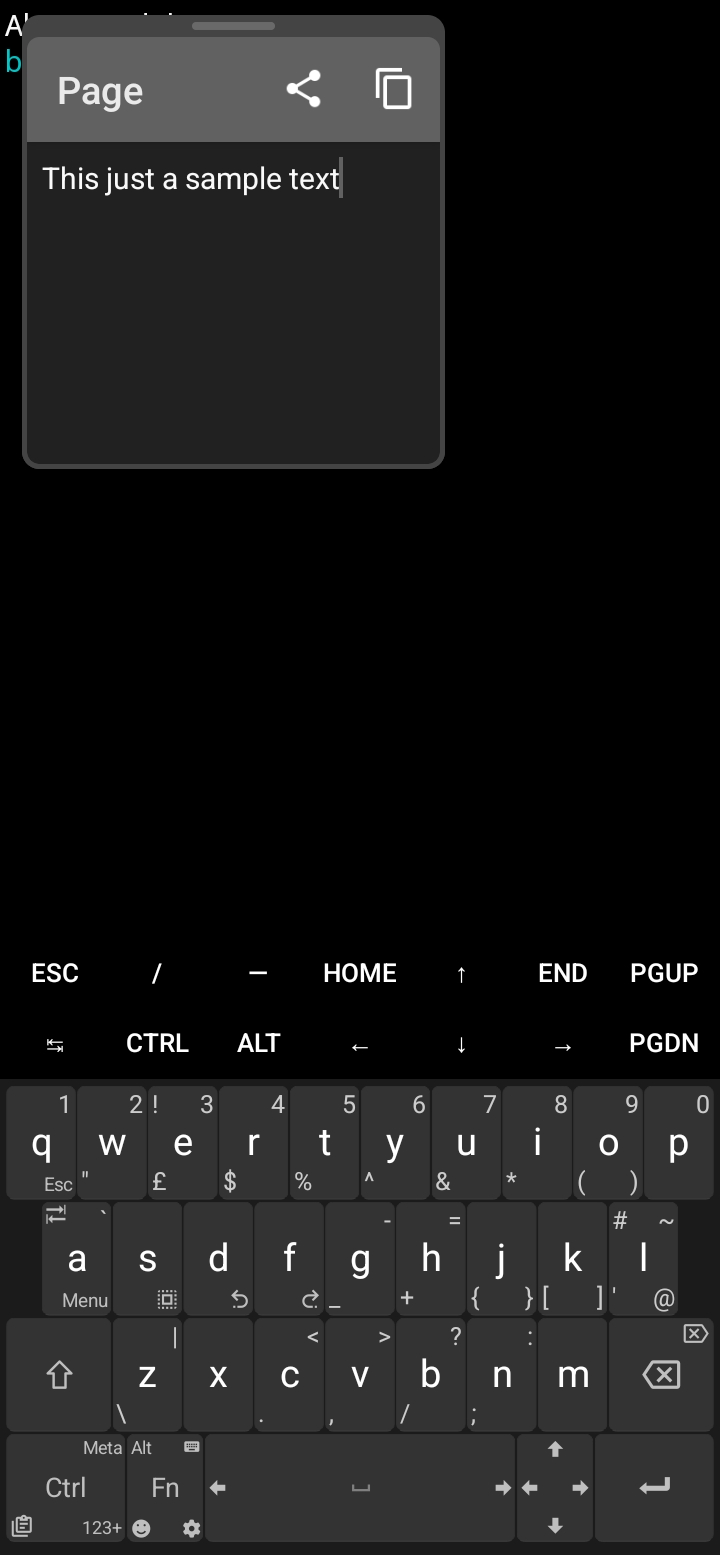 Page
This just a sample text
ESC / — HOME ↑ END PGUP
↹ CTRL ALT ← ↓ → PGDN
1 2 ! 3 4 5 6 7 8 9 0
q w e r t y u i o p
Esc " £ $ % ^ & * ( )
` - = # ~
a s d f g h j k l
Menu _ + { } [ ] ' @
| < > ? :
z x c v b n m
\ . , / ;
Meta Alt
Ctrl Fn
123+